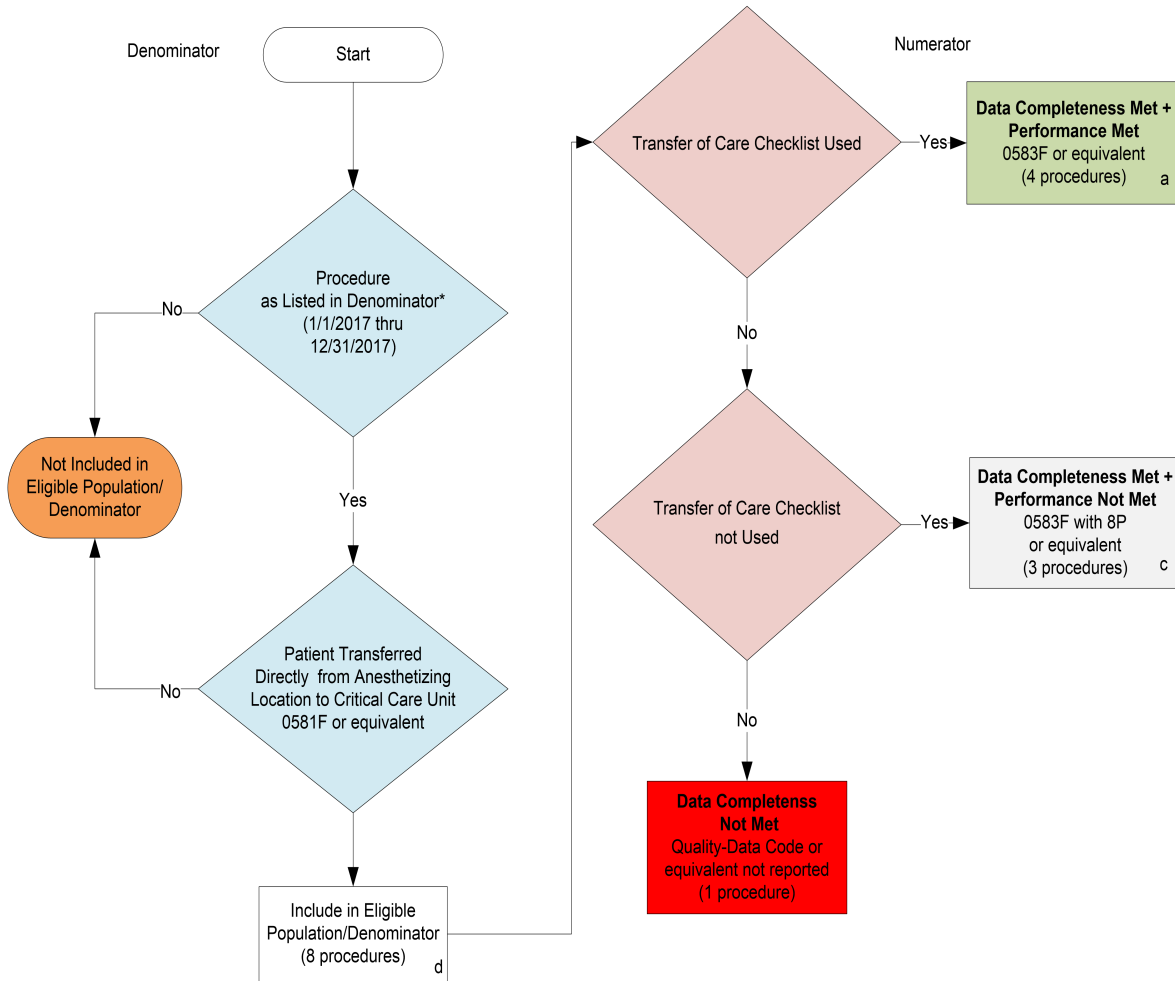 Denominator
Start
Procedure
as Listed in Denominator*
(1/1/2017 thru
12/31/2017)
No
Not Included in
Eligible Population/
Denominator
Yes
Patient Transferred
Directly from Anesthetizing
Location to Critical Care Unit
0581F or equivalent
No
Include in Eligible
Population/Denominator
(8 procedures)
d
Numerator
Transfer of Care Checklist Used
Yes
Data Completeness Met +
Performance Met
0583F or equivalent
(4 procedures)
a
No
Transfer of Care Checklist
not Used
Yes
Data Completeness Met +
Performance Not Met
0583F with 8P
or equivalent
(3 procedures)
c
No
Data Completenss
Not Met
Quality-Data Code or
equivalent not reported
(1 procedure)